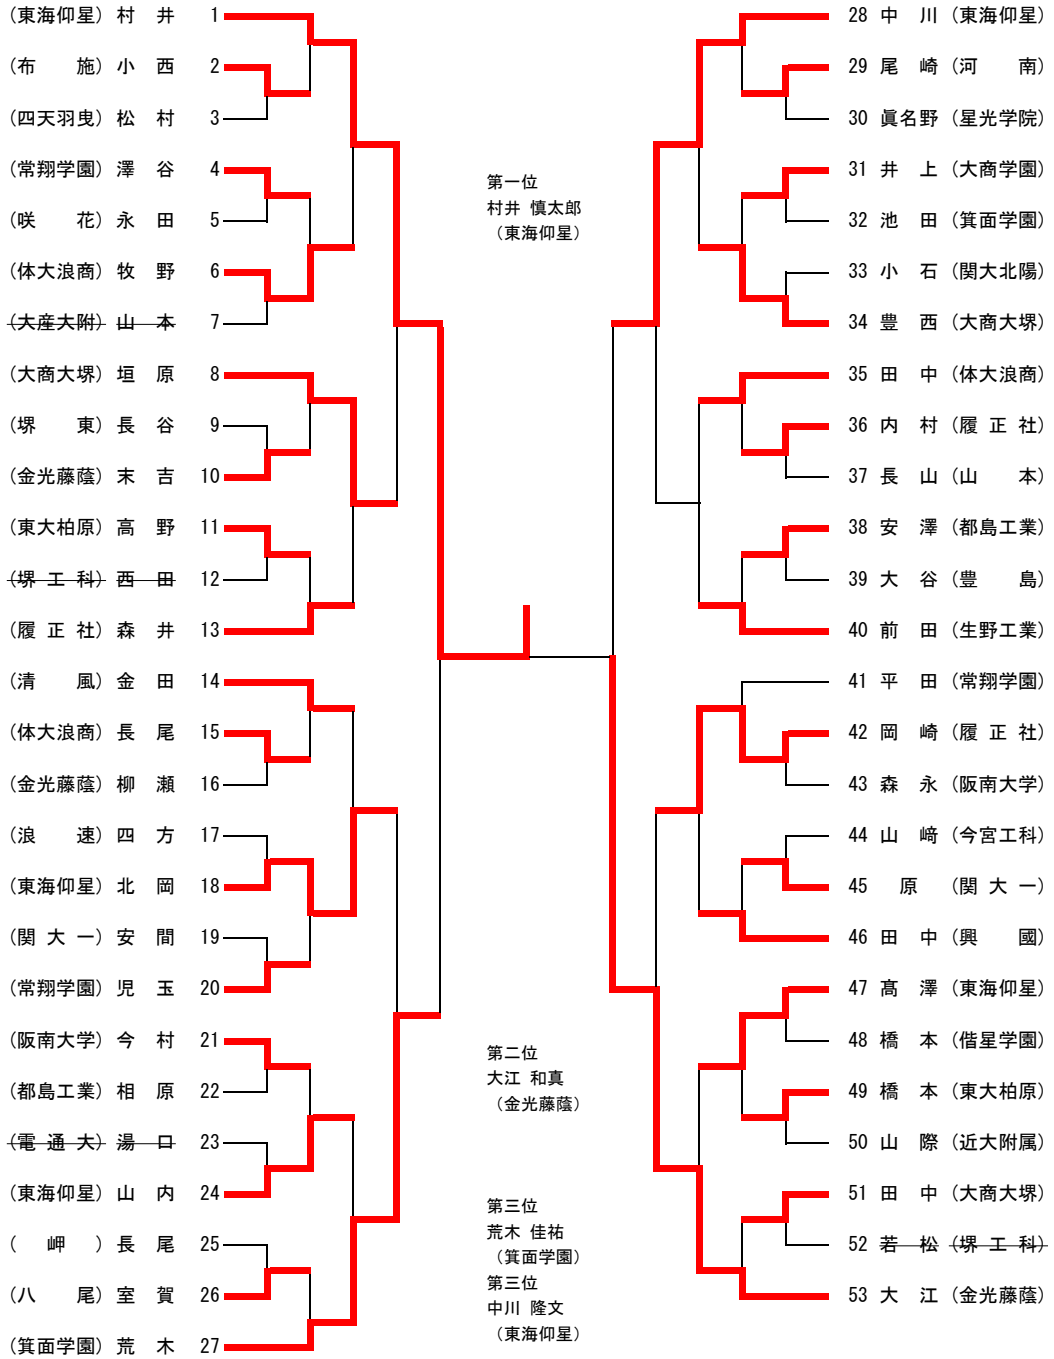 (東海仰星) 村 井 1
(布 施) 小 西 2
(四天羽曳) 松 村 3
(常翔学園) 澤 谷 4
(咲 花) 永 田 5
(体大浪商) 牧 野 6
(大産大附) 山 本 7
(大商大堺) 垣 原 8
(堺 東) 長 谷 9
(金光藤蔭) 末 吉 10
(東大柏原) 高 野 11
(堺 工 科) 西 田 12
(履 正 社) 森 井 13
(清 風) 金 田 14
(体大浪商) 長 尾 15
(金光藤蔭) 柳 瀬 16
(浪 速) 四 方 17
(東海仰星) 北 岡 18
(関 大 一) 安 間 19
(常翔学園) 児 玉 20
(阪南大学) 今 村 21
(都島工業) 相 原 22
(電 通 大) 湯 口 23
(東海仰星) 山 内 24
( 岬 ) 長 尾 25
(八 尾) 室 賀 26
(箕面学園) 荒 木 27
第一位
村井 慎太郎
(東海仰星)
第二位
大江 和真
(金光藤蔭)
第三位
荒木 佳祐
(箕面学園)
第三位
中川 隆文
(東海仰星)
28 中 川 (東海仰星)
29 尾 崎 (河 南)
30 眞名野 (星光学院)
31 井 上 (大商学園)
32 池 田 (箕面学園)
33 小 石 (関大北陽)
34 豊 西 (大商大堺)
35 田 中 (体大浪商)
36 内 村 (履 正 社)
37 長 山 (山 本)
38 安 澤 (都島工業)
39 大 谷 (豊 島)
40 前 田 (生野工業)
41 平 田 (常翔学園)
42 岡 崎 (履 正 社)
43 森 永 (阪南大学)
44 山 﨑 (今宮工科)
45 原 (関 大 一)
46 田 中 (興 國)
47 髙 澤 (東海仰星)
48 橋 本 (偕星学園)
49 橋 本 (東大柏原)
50 山 際 (近大附属)
51 田 中 (大商大堺)
52 若 松 (堺 工 科)
53 大 江 (金光藤蔭)